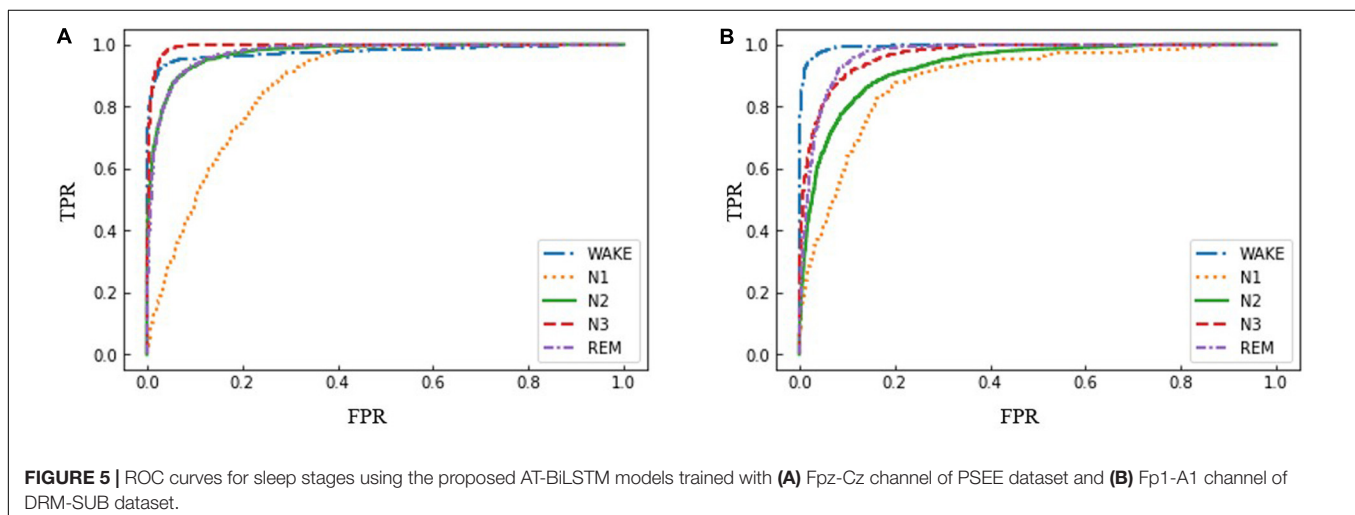 A
1.0
0.8
0.6
0.4
0.2
0.0
TPR
0.0 0.2 0.4 0.6 0.8 1.0
FPR
WAKE
N1
N2
N3
REM
B
1.0
0.8
0.6
0.4
0.2
0.0
TPR
0.0 0.2 0.4 0.6 0.8 1.0
FPR
WAKE
N1
N2
N3
REM
FIGURE 5 | ROC curves for sleep stages using the proposed AT-BiLSTM models trained with (A) Fpz-Cz channel of PSEE dataset and (B) Fp1-A1 channel of
DRM-SUB dataset.